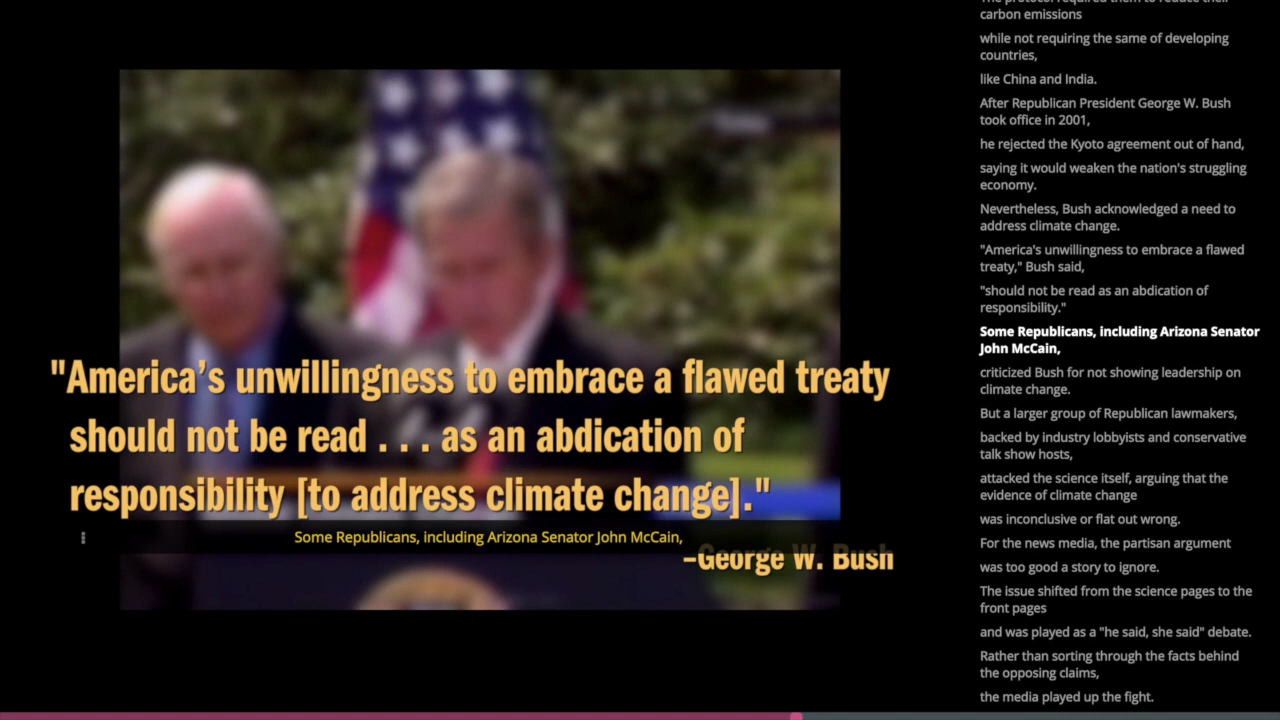 "America's unwillingness to embrace a flawed treaty
should not be read . . . as an abdication of
responsibility [to address climate change]."
Some Republicans, including Arizona Senator John McCain,
–George W. Bush
carbon emissions
while not requiring the same of developing
countries,
like China and India.
After Republican President George W. Bush
took office in 2001,
he rejected the Kyoto agreement out of hand,
saying it would weaken the nation's struggling
economy.
Nevertheless, Bush acknowledged a need to
address climate change.
"America's unwillingness to embrace a flawed
treaty," Bush said,
"should not be read as an abdication of
responsibility."
Some Republicans, including Arizona Senator
John McCain,
criticized Bush for not showing leadership on
climate change.
But a larger group of Republican lawmakers,
backed by industry lobbyists and conservative
talk show hosts,
attacked the science itself, arguing that the
evidence of climate change
was inconclusive or flat out wrong.
For the news media, the partisan argument
was too good a story to ignore.
The issue shifted from the science pages to the
front pages
and was played as a "he said, she said" debate.
Rather than sorting through the facts behind
the opposing claims,
the media played up the fight.